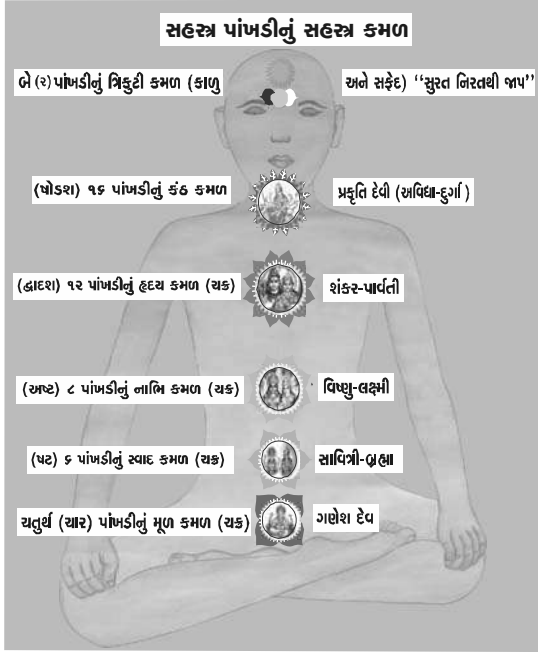 સહસ્ત્ર પાંખડીનું સહસ્ત્ર કમળ
બે (૨) પાંખડીનું ત્રિકુટી કમળ (કાળુ અને સફેદ) “સુરત નિરતથી જાપ”
(ષોડશ) ૧૬ પાંખડીનું કંઠ કમળ
પ્રકૃતિ દેવી (અવિદ્યા-દુર્ગા)
(દ્વાદશ) ૧૨ પાંખડીનું હૃદય કમળ (ચક્ર)
શંકર-પાર્વતી
(અષ્ટ) ૮ પાંખડીનું નાભિ કમળ (ચક્ર)
વિષ્ણુ-લક્ષ્મી
(ષટ) ૬ પાંખડીનું સ્વાદ કમળ (ચક્ર)
સાવિત્રી-બ્રહ્મા
ચતુર્થ (ચાર) પાંખડીનું મૂળ કમળ (ચક્ર)
ગણેશ દેવ